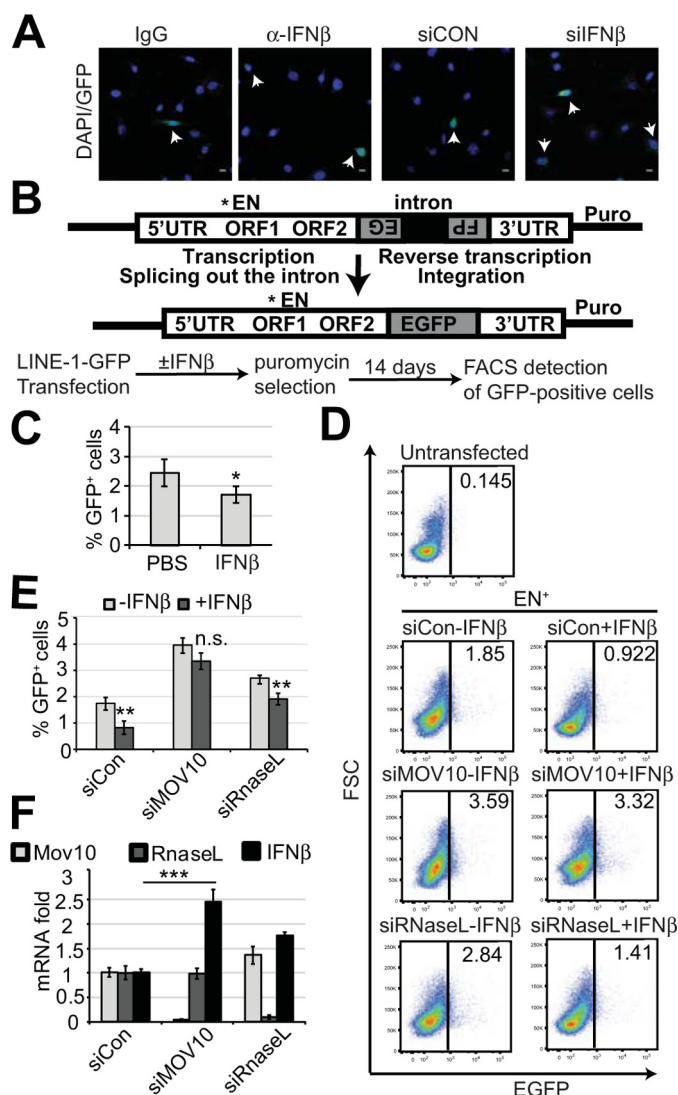 A
IgG
α-IFNβ
siCON
siIFNβ
DAPI/GFP
B
*EN
intron
5'UTR ORF1 ORF2 EG FP 3'UTR
Puro
Transcription
Splicing out the intron
Reverse transcription
Integration
*EN
5'UTR ORF1 ORF2 EGFP 3'UTR
Puro
LINE-1-GFP
Transfection
±IFNβ
puromycin
selection
14 days
FACS detection
of GFP-positive cells
C
% GFP+ cells
4
3
2
1
0
*
PBS IFNβ
D
Untransfected
0.145
EN+
siCon-IFNβ siCon+IFNβ
1.85 0.922
siMOV10-IFNβ siMOV10+IFNβ
3.59 3.32
siRNaseL-IFNβ siRNaseL+IFNβ
2.84 1.41
FSC
EGFP
E
-IFNβ +IFNβ
% GFP+ cells
5
4
3
2
1
0
**
n.s.
**
siCon siMOV10 siRnaseL
F
Mov10 RnaseL IFNβ
mRNA fold
3
2.5
2
1.5
1
0.5
0
***
siCon siMOV10 siRnaseL